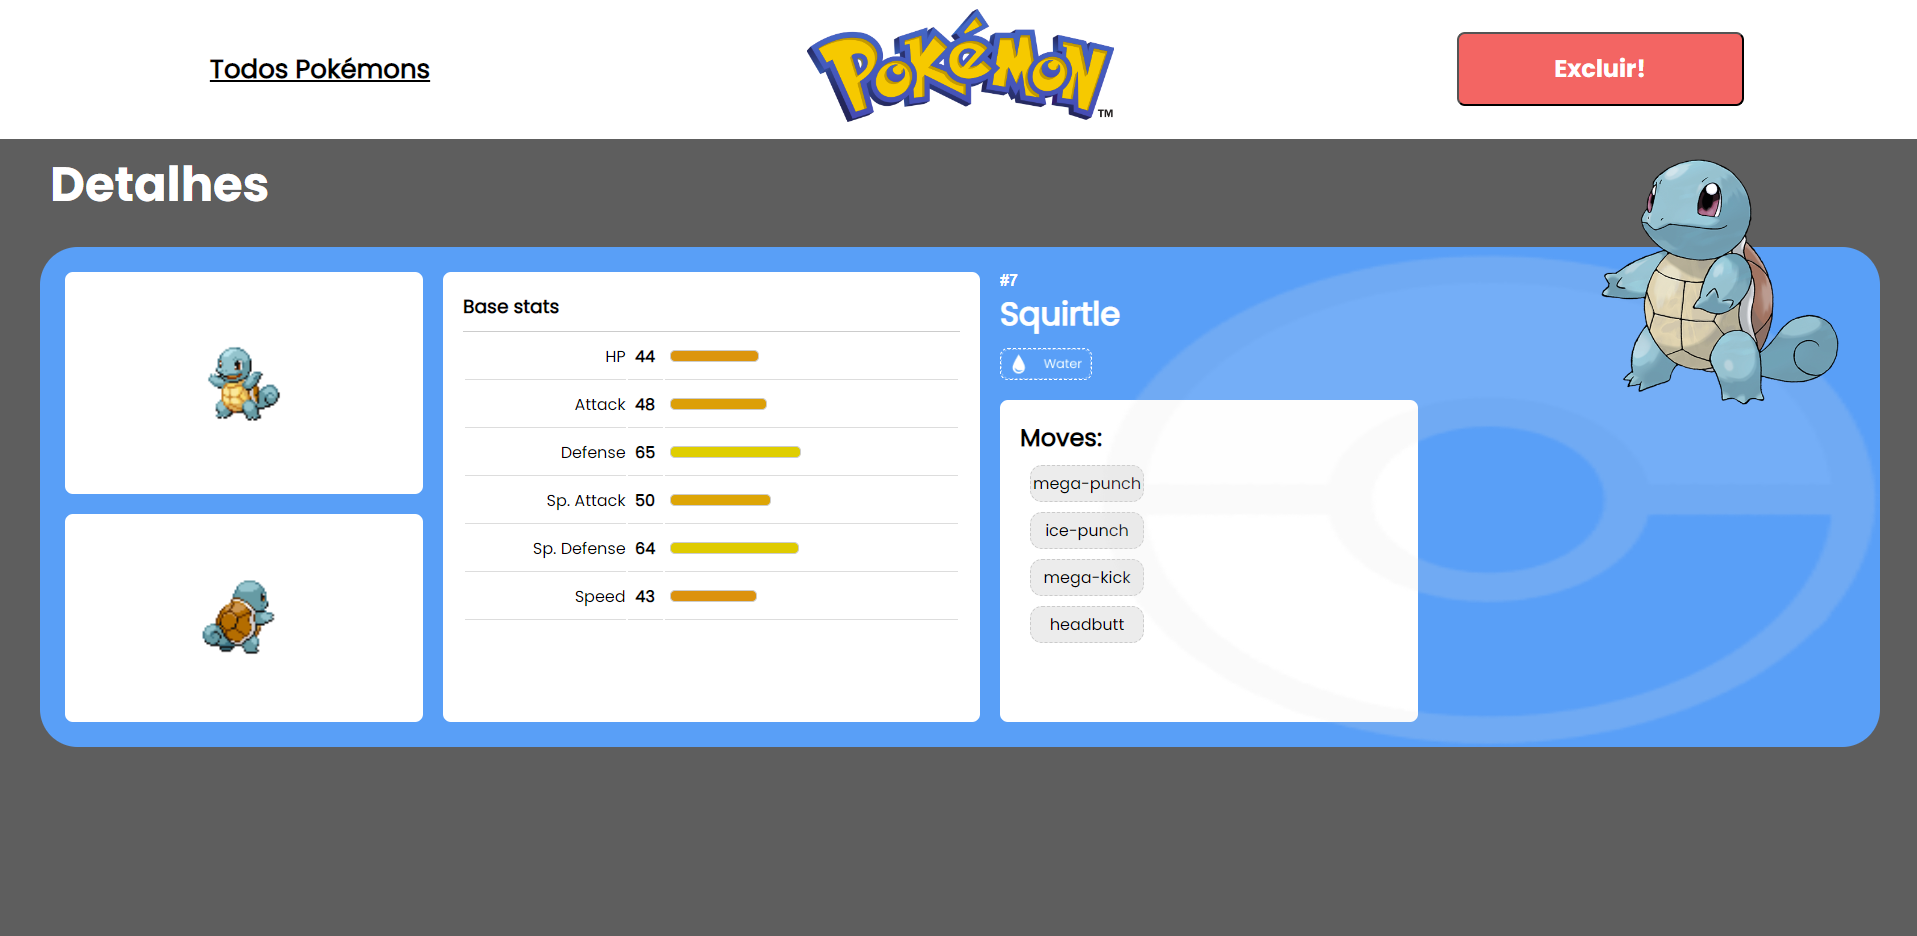 Todos Pokémons
POKéMON
TM
Excluir!
Detalhes
Base stats
HP 44
Attack 48
Defense 65
Sp. Attack 50
Sp. Defense 64
Speed 43
#7
Squirtle
Water
Moves:
mega-punch
ice-punch
mega-kick
headbutt